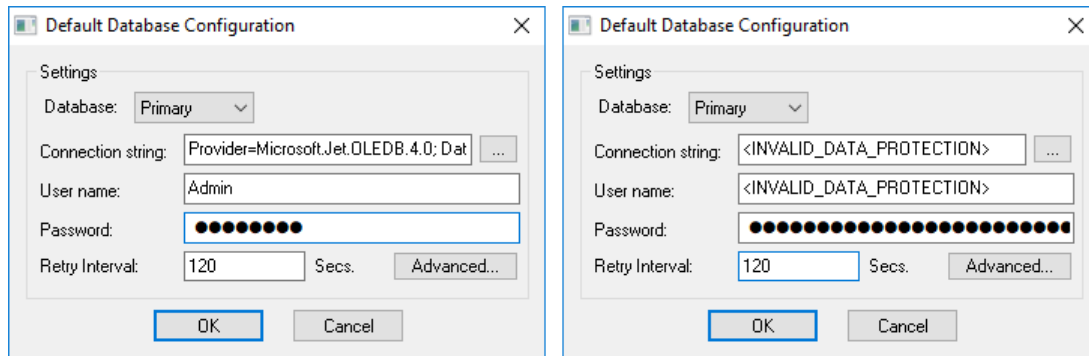 Default Database Configuration
Settings
Database: Primary
Connection string: Provider=Microsoft.Jet.OLEDB.4.0; Dat ...
User name: Admin
Password: ●●●●●●●●
Retry Interval: 120 Secs. Advanced...
OK Cancel
Default Database Configuration
Settings
Database: Primary
Connection string: <INVALID_DATA_PROTECTION> ...
User name: <INVALID_DATA_PROTECTION>
Password: ●●●●●●●●●●●●●●●●●●●●●●●●
Retry Interval: 120 Secs. Advanced...
OK Cancel